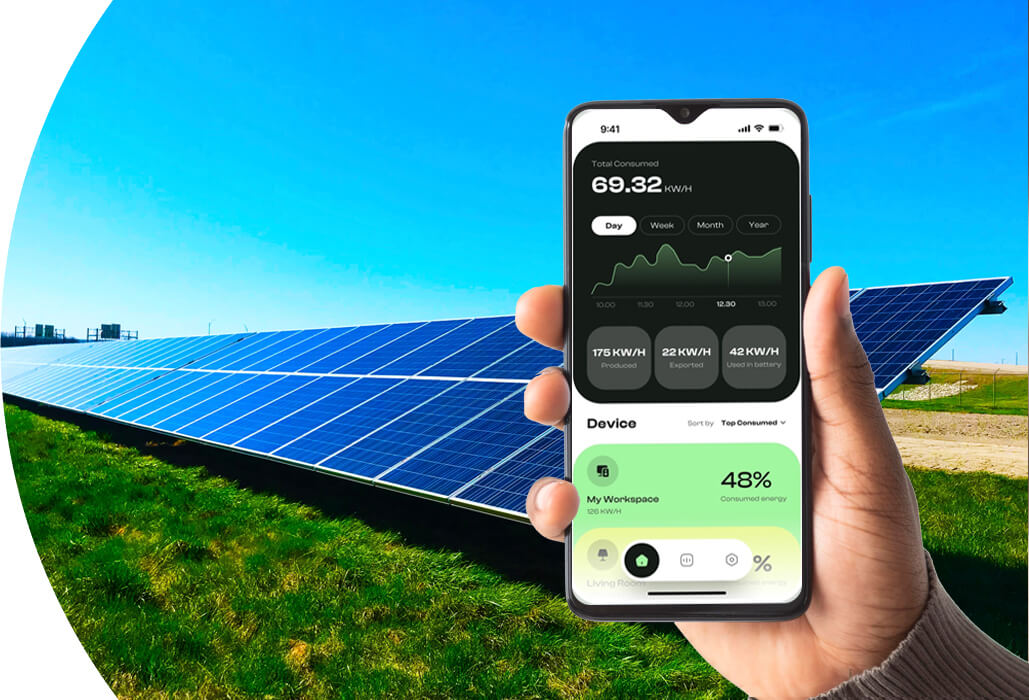 9:41
Total Consumed
69.32 KW/H
Day Week Month Year
10.00 11.30 12.00 12.30 13.00
175 KW/H 22 KW/H 42 KW/H
Produced Exported Used in battery
Device Sort by Top Consumed
48%
My Workspace Consumed energy
126 KW/H
%
Living Room energy